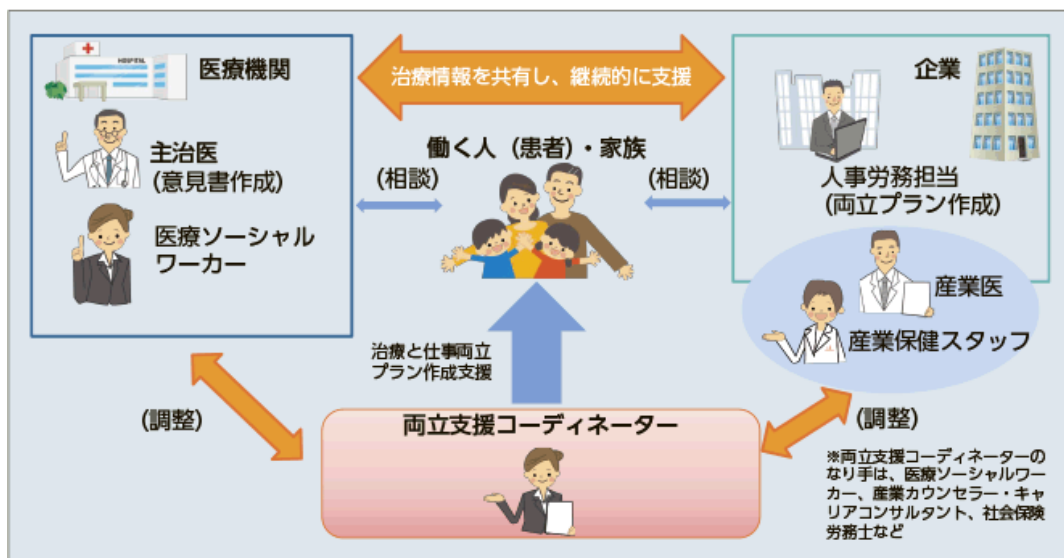 HOSPITAL
医療機関
治療情報を共有し、継続的に支援
企業
主治医
(意見書作成)
医療ソーシャル
ワーカー
(相談)
働く人（患者）・家族
(相談)
人事労務担当
(両立プラン作成)
産業医
産業保健スタッフ
治療と仕事両立
プラン作成支援
(調整)
両立支援コーディネーター
(調整)
※両立支援コーディネーターの
なり手は、医療ソーシャルワー
カー、産業カウンセラー・キャ
リアコンサルタント、社会保険
労務士など